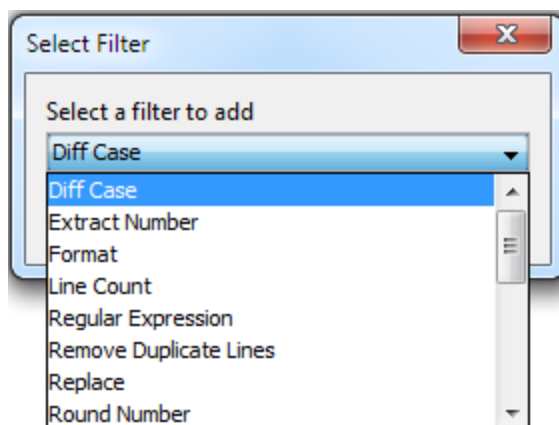 Select Filter
Select a filter to add
Diff Case
Diff Case
Extract Number
Format
Line Count
Regular Expression
Remove Duplicate Lines
Replace
Round Number